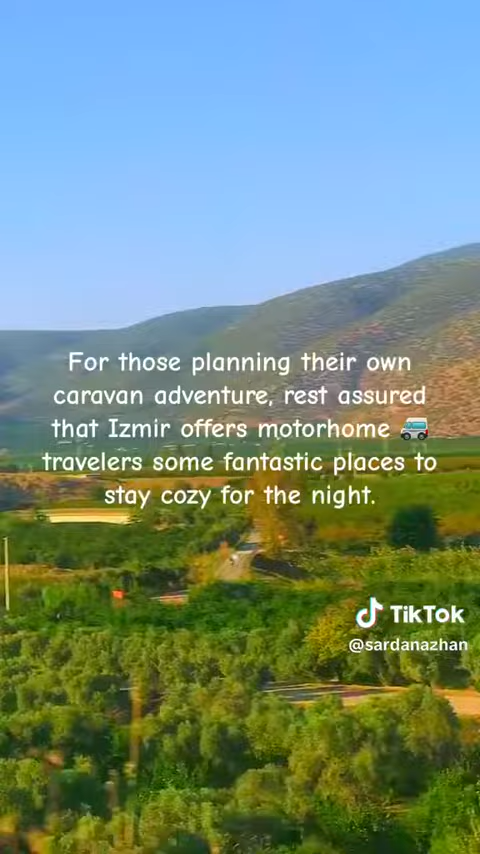 For those planning their own
caravan adventure, rest assured
that Izmir offers motorhome 🚐
travelers some fantastic places to
stay cozy for the night.
TikTok
@sardanazhan